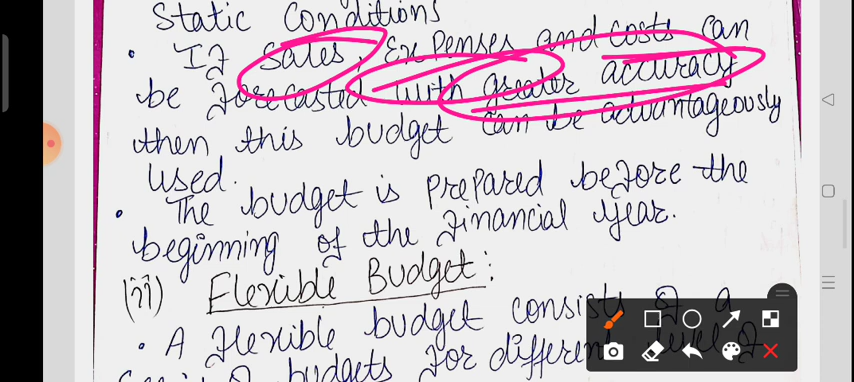 Static Conditions
• If Sales, Expenses and costs can
be forecasted with greater accuracy
then this budget can be advantageously
used.
• The budget is prepared before the
beginning of the financial year.
(ii) Flexible Budget:
• A flexible budget consists of a
budgets for different level of